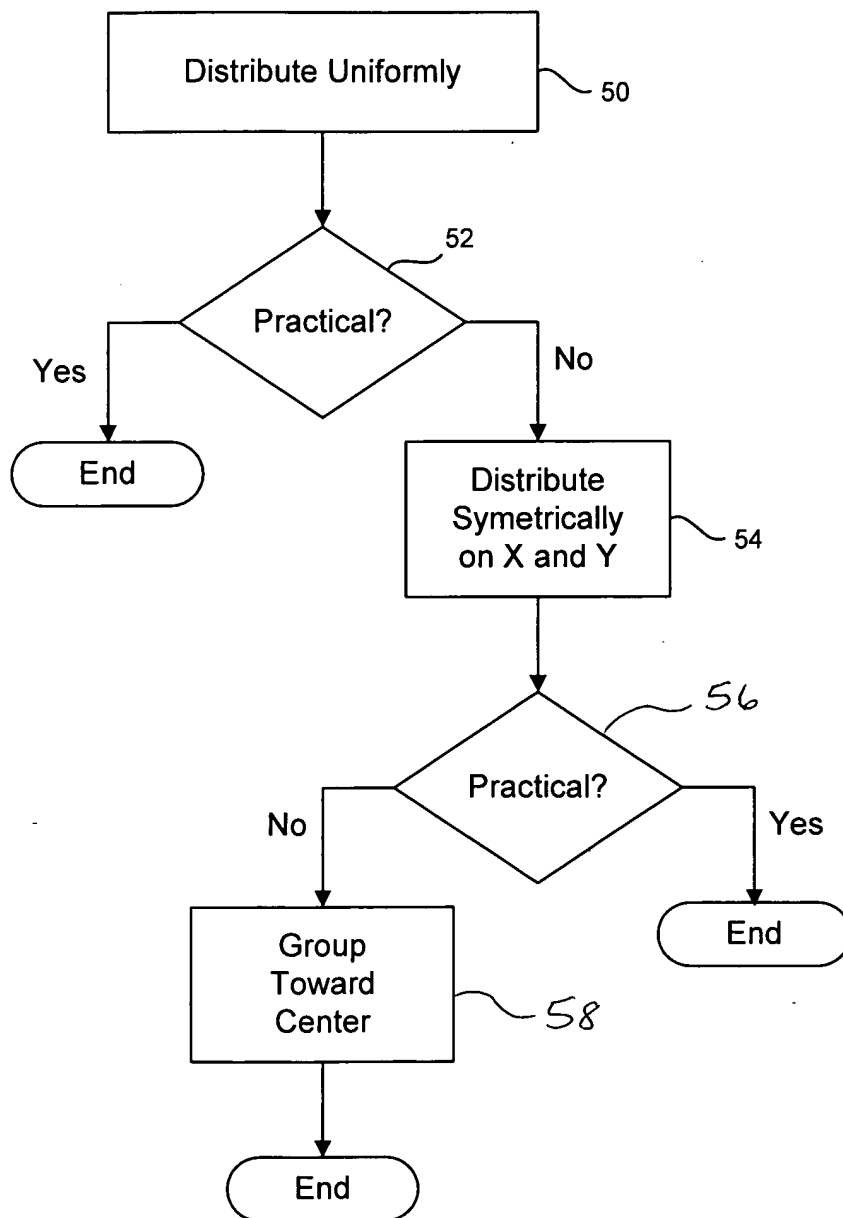 Distribute Uniformly
50
52
Practical?
Yes
No
End
Distribute
Symetrically
on X and Y
54
56
Practical?
No
Yes
Group
Toward
Center
58
End
End